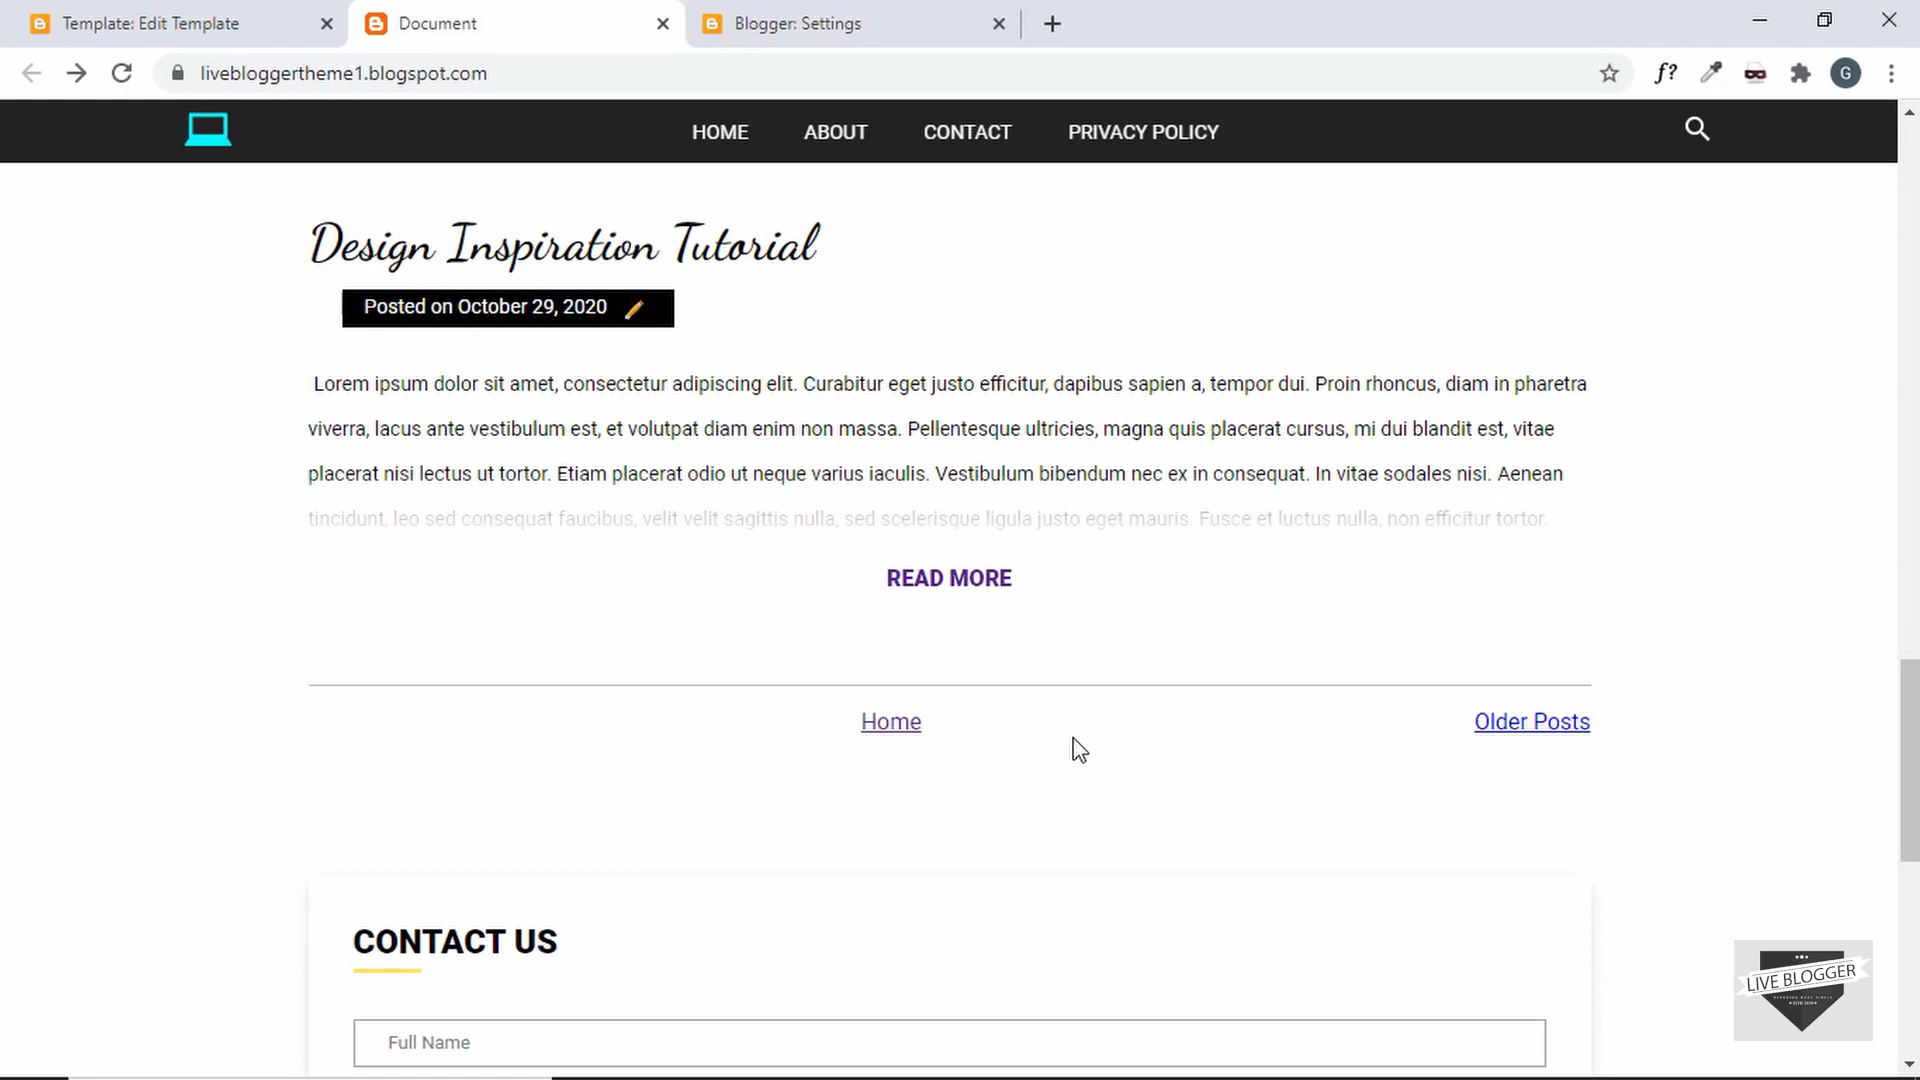 Template: Edit Template
Document
Blogger: Settings
livebloggertheme1.blogspot.com
f?
G
HOME
ABOUT
CONTACT
PRIVACY POLICY
Design Inspiration Tutorial
Posted on October 29, 2020
Lorem ipsum dolor sit amet, consectetur adipiscing elit. Curabitur eget justo efficitur, dapibus sapien a, tempor dui. Proin rhoncus, diam in pharetra
viverra, lacus ante vestibulum est, et volutpat diam enim non massa. Pellentesque ultricies, magna quis placerat cursus, mi dui blandit est, vitae
placerat nisi lectus ut tortor. Etiam placerat odio ut neque varius iaculis. Vestibulum bibendum nec ex in consequat. In vitae sodales nisi. Aenean
tincidunt, leo sed consequat faucibus, velit velit sagittis nulla, sed scelerisque ligula justo eget mauris. Fusce et luctus nulla, non efficitur tortor.
READ MORE
Home
Older Posts
CONTACT US
Full Name
LIVE BLOGGER